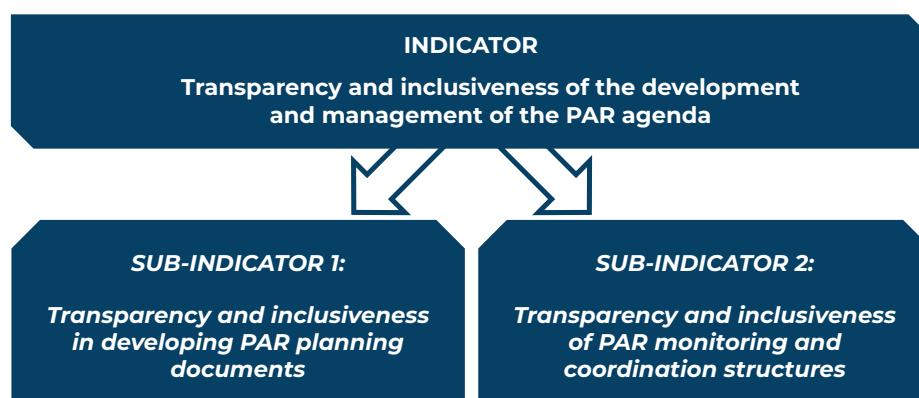 INDICATOR
Transparency and inclusiveness of the development
and management of the PAR agenda
SUB-INDICATOR 1:
Transparency and inclusiveness
in developing PAR planning
documents
SUB-INDICATOR 2:
Transparency and inclusiveness
of PAR monitoring and
coordination structures